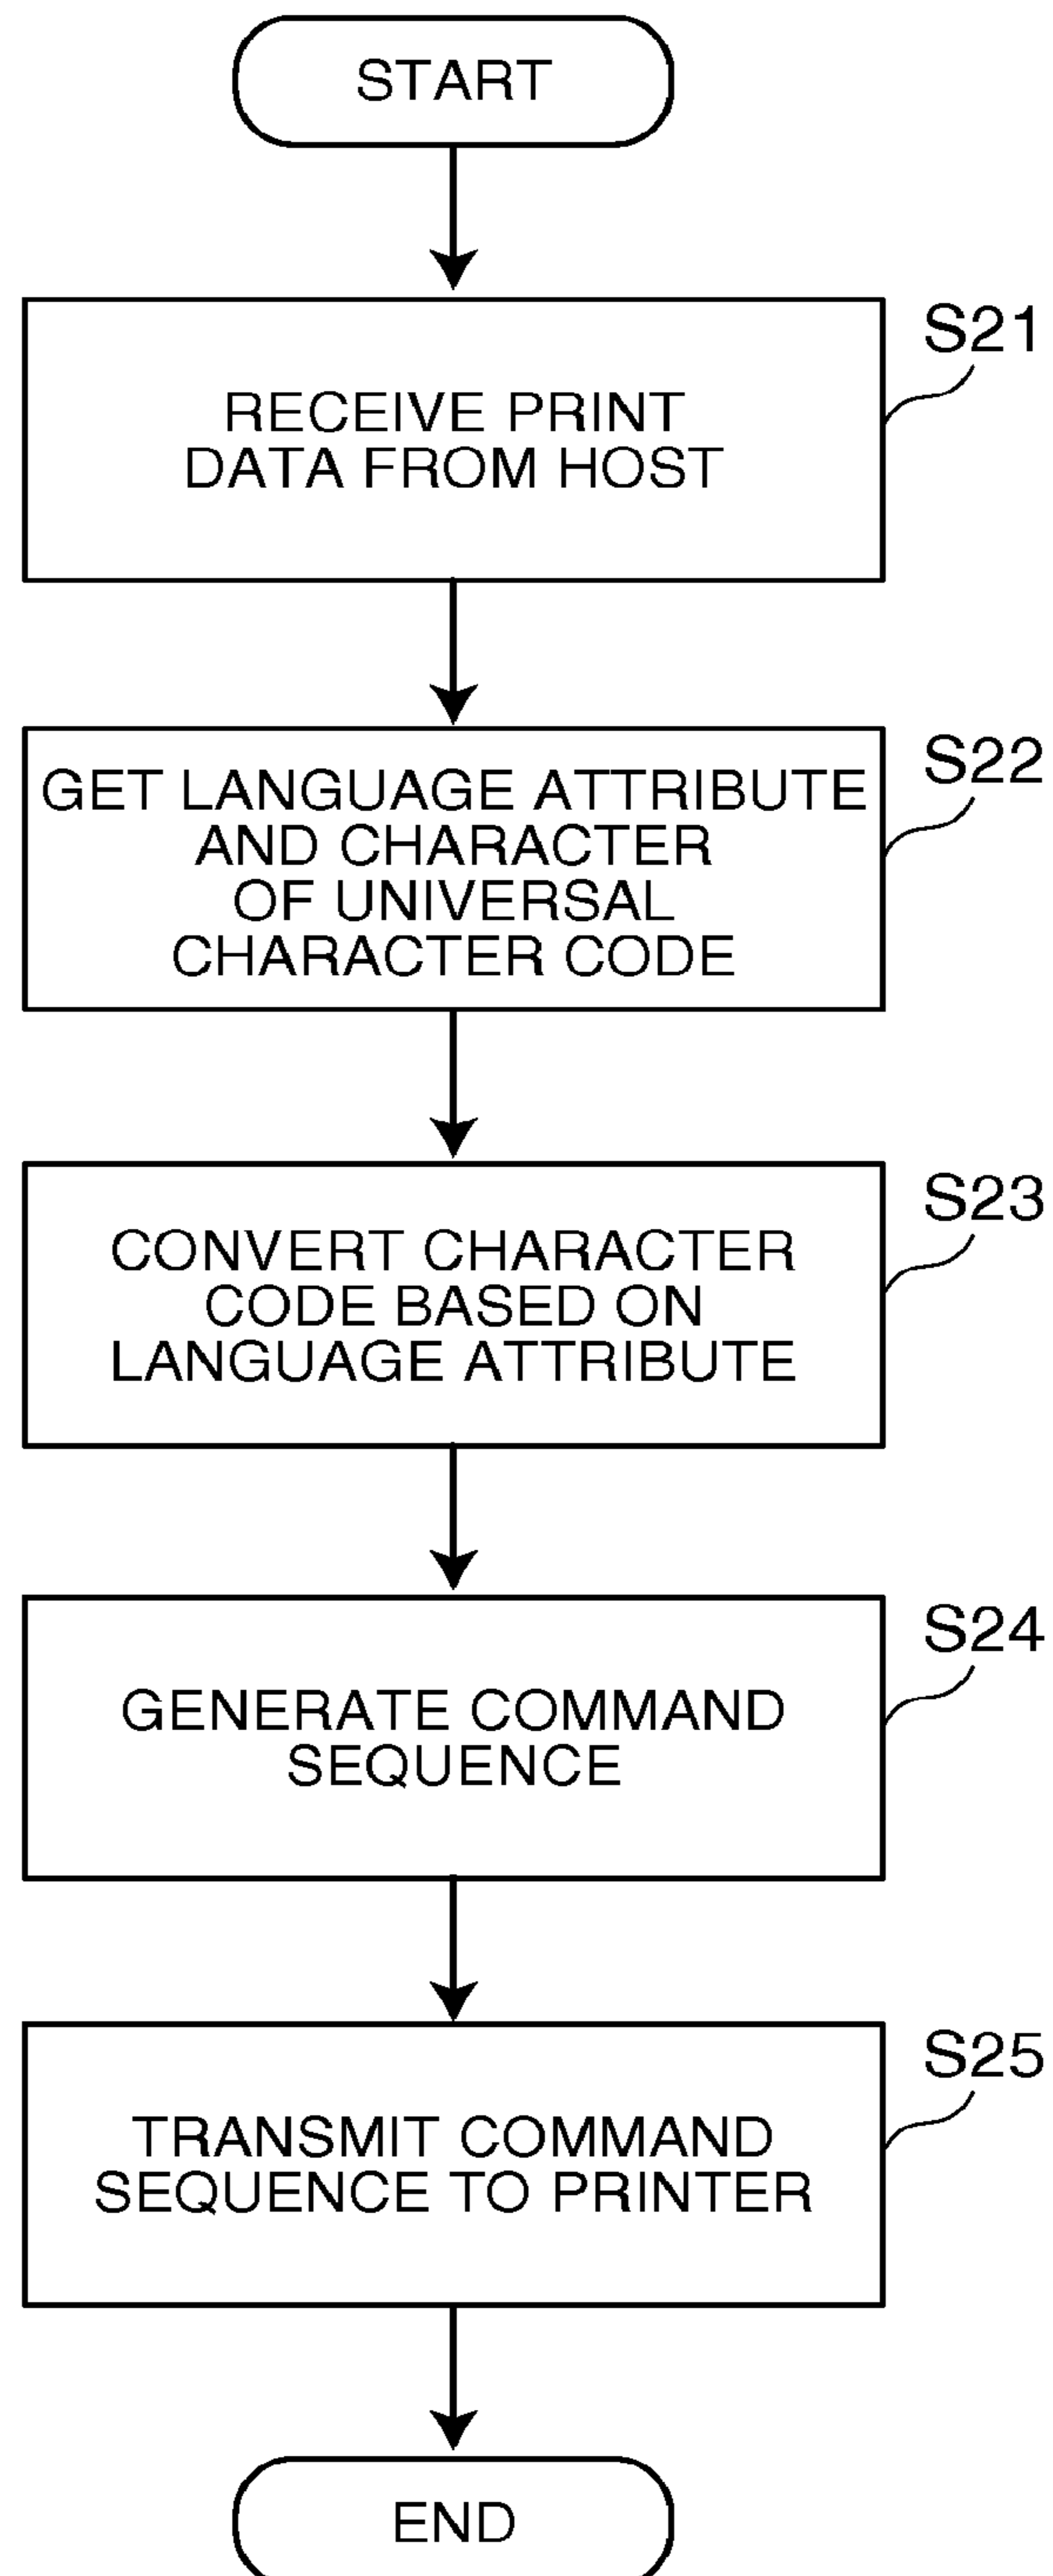 START
S21
RECEIVE PRINT
DATA FROM HOST
S22
GET LANGUAGE ATTRIBUTE
AND CHARACTER
OF UNIVERSAL
CHARACTER CODE
S23
CONVERT CHARACTER
CODE BASED ON
LANGUAGE ATTRIBUTE
S24
GENERATE COMMAND
SEQUENCE
S25
TRANSMIT COMMAND
SEQUENCE TO PRINTER
END